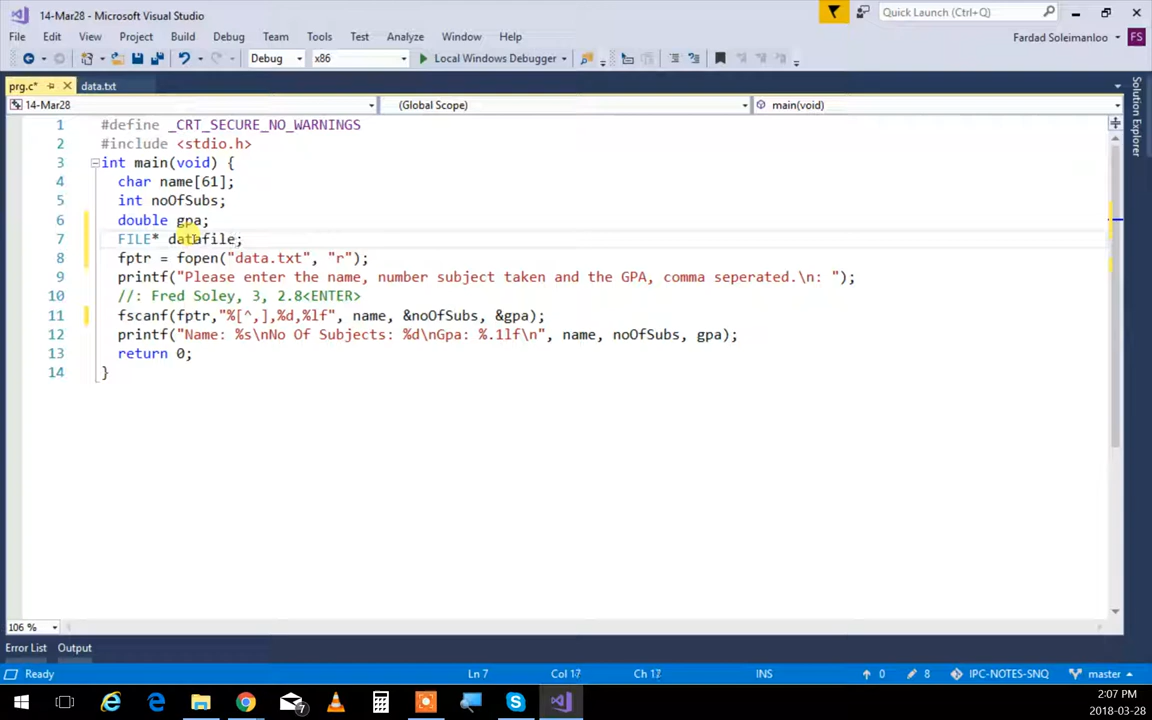 14-Mar28 - Microsoft Visual Studio
Quick Launch (Ctrl+Q)
File Edit View Project Build Debug Team Tools Test Analyze Window Help
Fardad Soleimanloo FS
Debug x86 Local Windows Debugger
prg.c* data.txt
14-Mar28 (Global Scope) main(void)
1 #define _CRT_SECURE_NO_WARNINGS
2 #include <stdio.h>
3 int main(void) {
4 char name[61];
5 int noOfSubs;
6 double gpa;
7 FILE* datafile;
8 fptr = fopen("data.txt", "r");
9 printf("Please enter the name, number subject taken and the GPA, comma seperated.\n: ");
10 //: Fred Soley, 3, 2.8<ENTER>
11 fscanf(fptr,"%[^,],%d,%lf", name, &noOfSubs, &gpa);
12 printf("Name: %s\nNo Of Subjects: %d\nGpa: %.1lf\n", name, noOfSubs, gpa);
13 return 0;
14 }
Solution Explorer
106 %
Error List Output
Ready Ln 7 Col 17 Ch 17 INS 0 8 IPC-NOTES-SNQ master
7
2:07 PM
2018-03-28